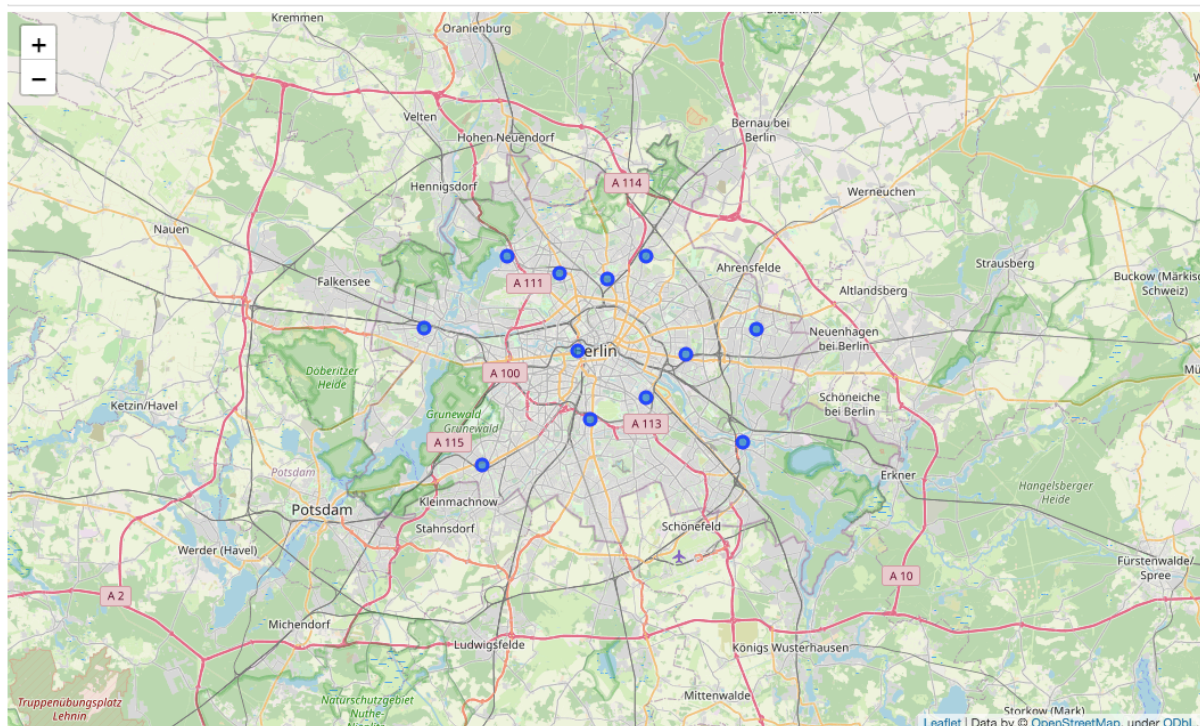 Kremmen
Oranienburg
+
−
Velten
Hohen Neuendorf
Bernau bei
Berlin
A 114
Hennigsdorf
Werneuchen
Nauen
Ahrensfelde
Strausberg
Falkensee
A 111
Altlandsberg
Buckow (Märkisc
Schweiz)
Neuenhagen
bei Berlin
erlin
Döberitzer
Heide
A 100
Ketzin/Havel
Schöneiche
bei Berlin
Grunewald
Grunewald
A 113
A 115
Potsdam
Erkner
Kleinmachnow
Hangelsberger
Heide
Potsdam
Stahnsdorf
Schönefeld
Werder (Havel)
Fürstenwalde/
Spree
A 10
A 2
Michendorf
Ludwigsfelde
Königs Wusterhausen
Mittenwalde
Truppenübungsplatz
Lehnin
Naturschutzgebiet
Nuthe-
Storkow (Mark)
Leaflet | Data by © OpenStreetMap, under ODbL